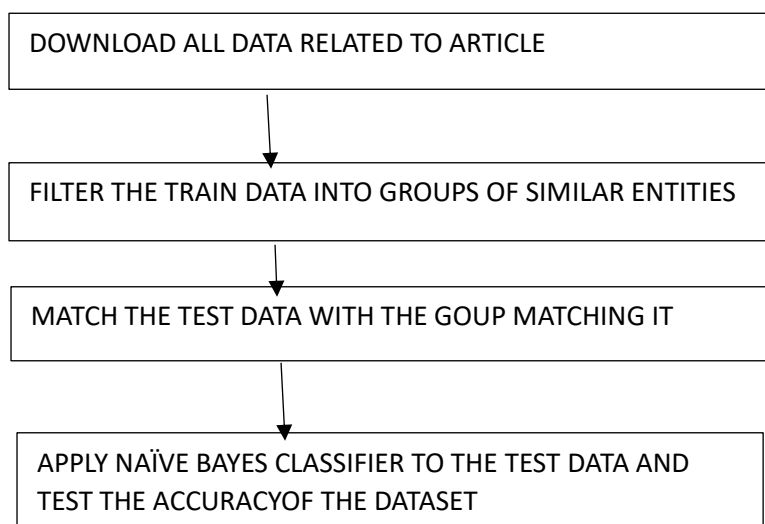 DOWNLOAD ALL DATA RELATED TO ARTICLE
FILTER THE TRAIN DATA INTO GROUPS OF SIMILAR ENTITIES
MATCH THE TEST DATA WITH THE GOUP MATCHING IT
APPLY NAÏVE BAYES CLASSIFIER TO THE TEST DATA AND
TEST THE ACCURACYOF THE DATASET